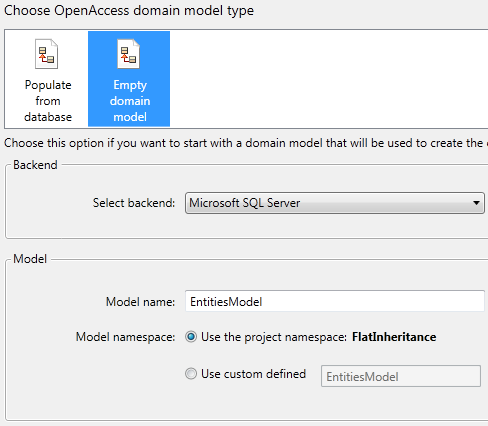 Choose OpenAccess domain model type
Populate from database
Empty domain model
Choose this option if you want to start with a domain model that will be used to create the
Backend
Select backend: Microsoft SQL Server
Model
Model name: EntitiesModel
Model namespace: Use the project namespace: FlatInheritance
Use custom defined EntitiesModel